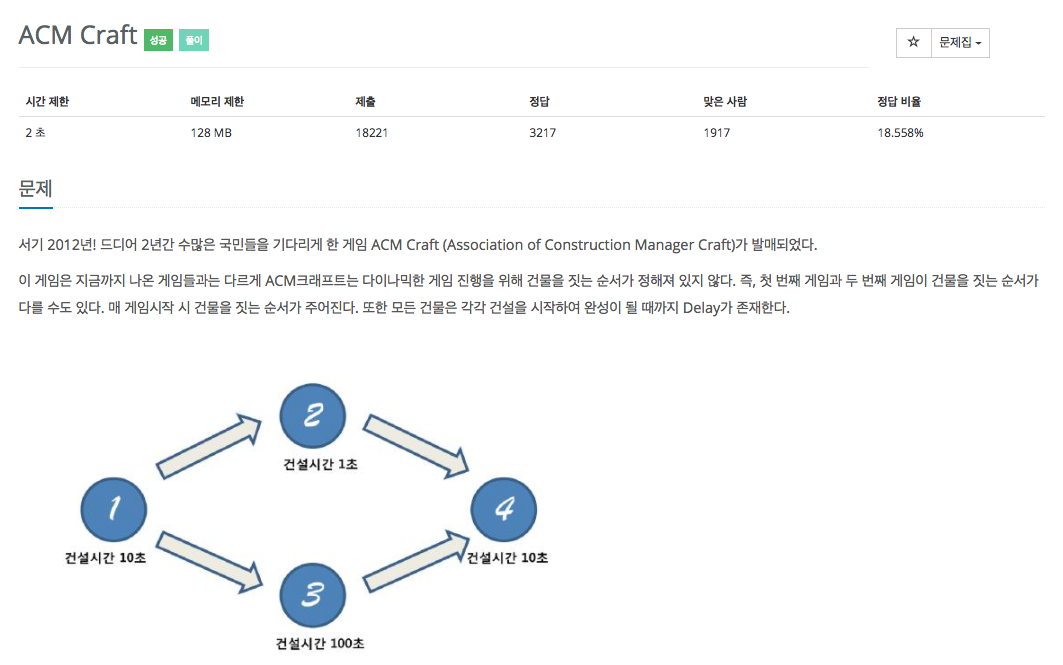 ACM Craft 성공 풀이
☆ 문제집
시간 제한 메모리 제한 제출 정답 맞은 사람 정답 비율
2 초 128 MB 18221 3217 1917 18.558%
문제
서기 2012년! 드디어 2년간 수많은 국민들을 기다리게 한 게임 ACM Craft (Association of Construction Manager Craft)가 발매되었다.
이 게임은 지금까지 나온 게임들과는 다르게 ACM크래프트는 다이나믹한 게임 진행을 위해 건물을 짓는 순서가 정해져 있지 않다. 즉, 첫 번째 게임과 두 번째 게임이 건물을 짓는 순서가
다를 수도 있다. 매 게임시작 시 건물을 짓는 순서가 주어진다. 또한 모든 건물은 각각 건설을 시작하여 완성이 될 때까지 Delay가 존재한다.
2
건설시간 1초
1
건설시간 10초
4
건설시간 10초
3
건설시간 100초